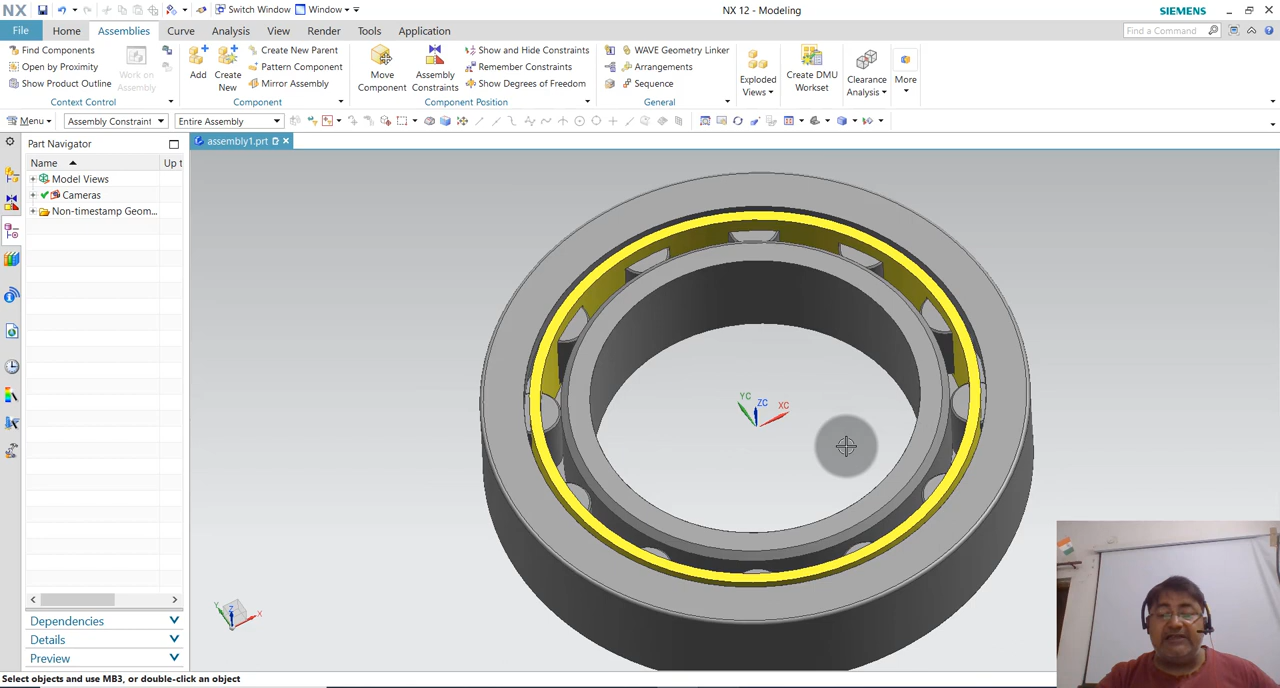 NX
Switch Window
Window
NX 12 - Modeling
SIEMENS
File
Home
Assemblies
Curve
Analysis
View
Render
Tools
Application
Find a Command
Find Components
Open by Proximity
Show Product Outline
Work on Assembly
Context Control
Add
Create New
Create New Parent
Pattern Component
Mirror Assembly
Component
Move Component
Assembly Constraints
Show and Hide Constraints
Remember Constraints
Show Degrees of Freedom
Component Position
WAVE Geometry Linker
Arrangements
Sequence
General
Exploded Views
Create DMU Workset
Clearance Analysis
More
Menu
Assembly Constraint
Entire Assembly
Part Navigator
assembly1.prt
Name
Up t
Model Views
Cameras
Non-timestamp Geom...
YC
ZC
XC
Y
Z
X
Dependencies
Details
Preview
Select objects and use MB3, or double-click an object